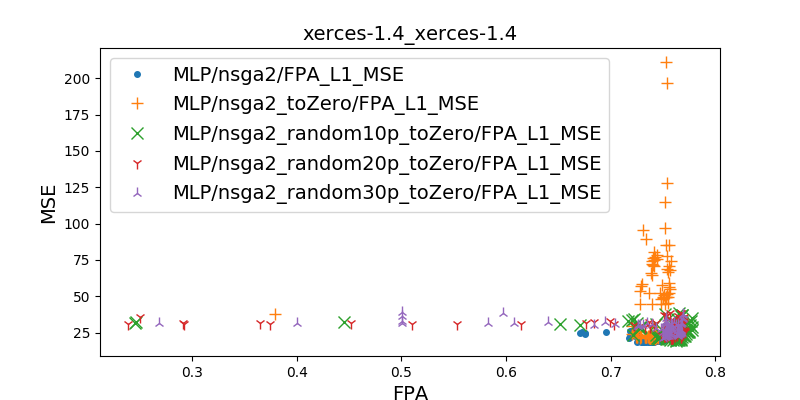 xerces-1.4_xerces-1.4
MLP/nsga2/FPA_L1_MSE
MLP/nsga2_toZero/FPA_L1_MSE
MLP/nsga2_random10p_toZero/FPA_L1_MSE
MLP/nsga2_random20p_toZero/FPA_L1_MSE
MLP/nsga2_random30p_toZero/FPA_L1_MSE
MSE
200
175
150
125
100
75
50
25
0.3 0.4 0.5 0.6 0.7 0.8
FPA